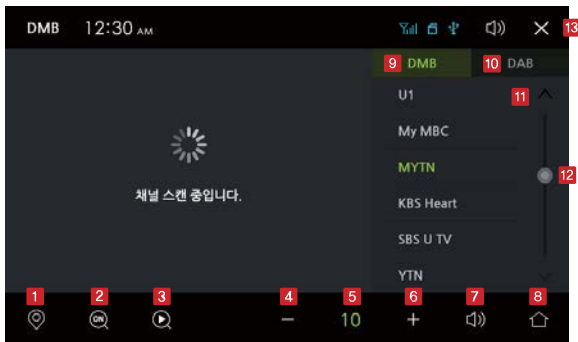 DMB 12:30 AM 13
9 DMB 10 DAB
U1 11
My MBC
MYTN 12
채널 스캔 중입니다.
KBS Heart
SBS U TV
YTN
1 2 3 4 5 6 7 8
ON 10